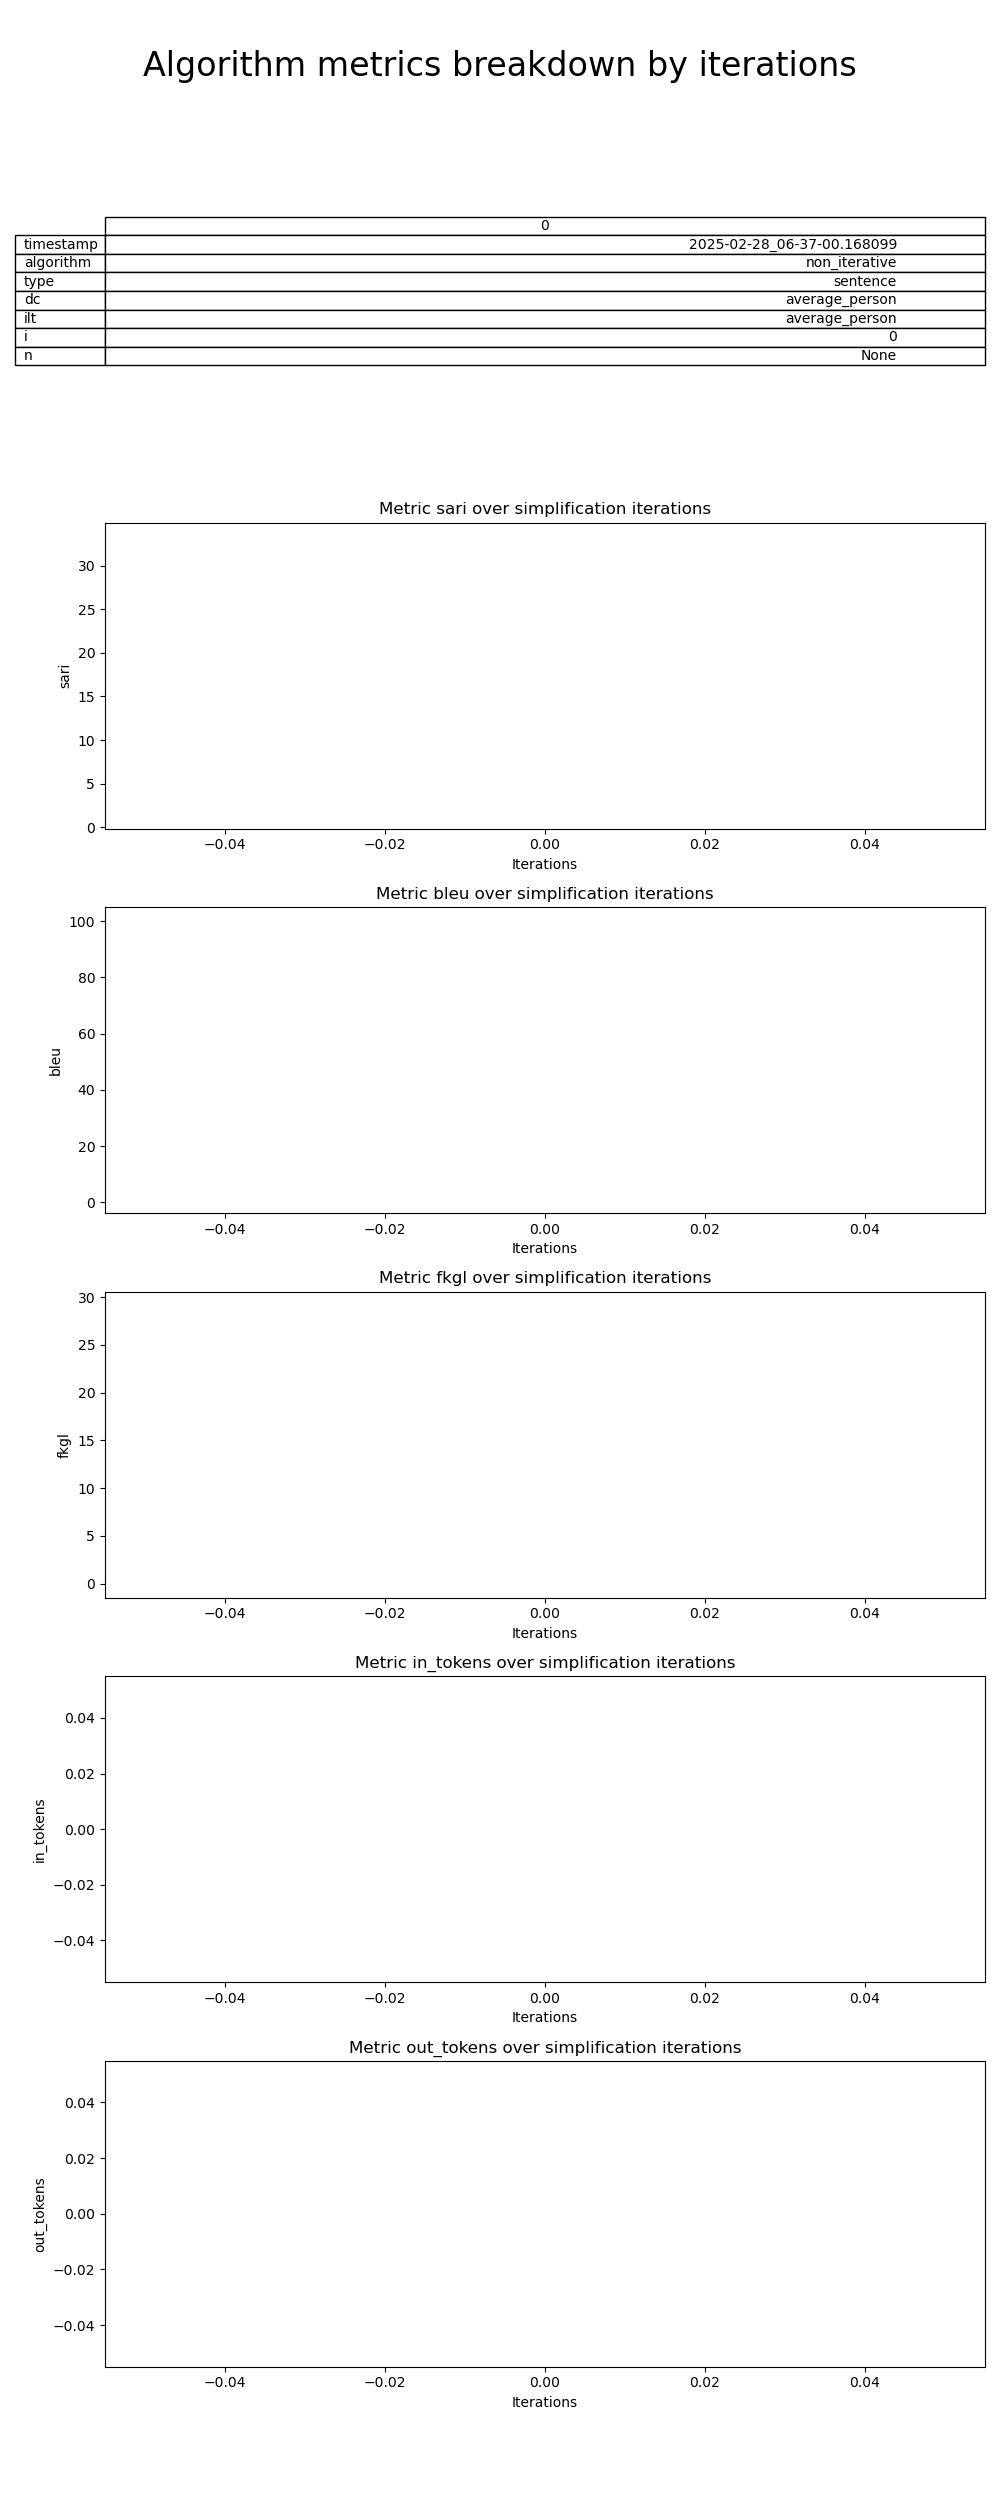 Algorithm metrics breakdown by iterations
0
timestamp 2025-02-28_06-37-00.168099
algorithm non_iterative
type sentence
dc average_person
ilt average_person
i 0
n None
Metric sari over simplification iterations
30
25
20
15
10
5
0
sari
−0.04 −0.02 0.00 0.02 0.04
Iterations
Metric bleu over simplification iterations
100
80
60
40
20
0
bleu
−0.04 −0.02 0.00 0.02 0.04
Iterations
Metric fkgl over simplification iterations
30
25
20
15
10
5
0
fkgl
−0.04 −0.02 0.00 0.02 0.04
Iterations
Metric in_tokens over simplification iterations
0.04
0.02
0.00
−0.02
−0.04
in_tokens
−0.04 −0.02 0.00 0.02 0.04
Iterations
Metric out_tokens over simplification iterations
0.04
0.02
0.00
−0.02
−0.04
out_tokens
−0.04 −0.02 0.00 0.02 0.04
Iterations